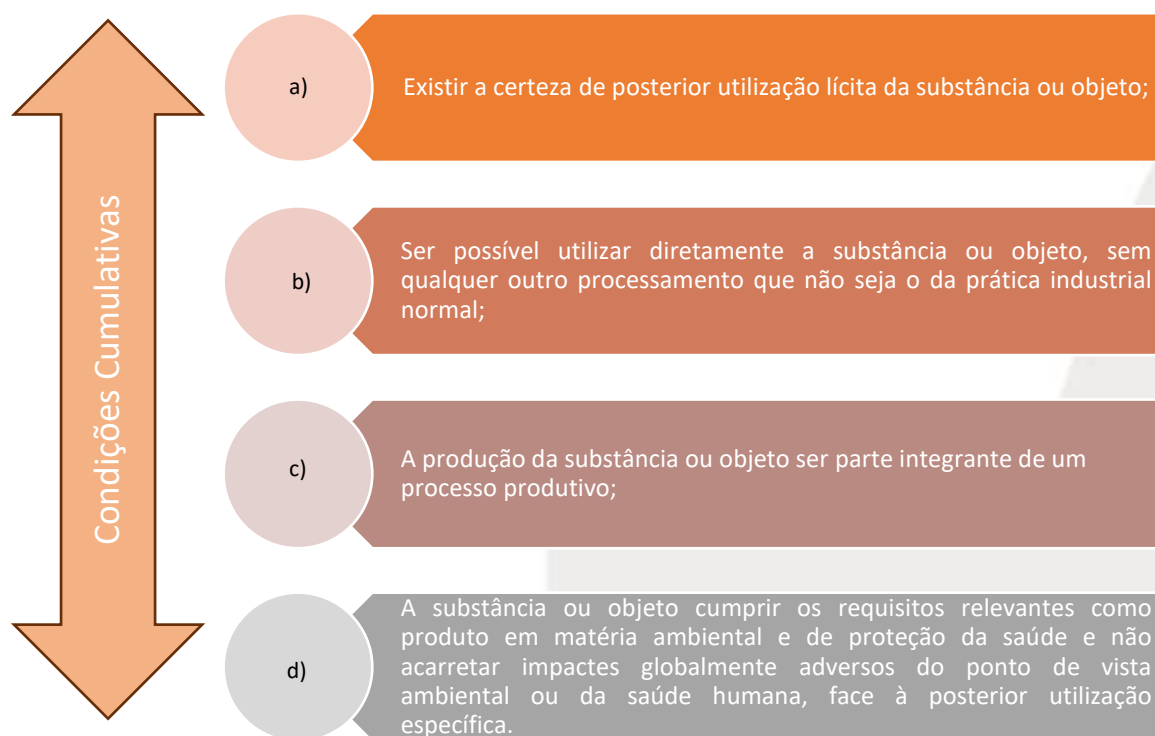 Condições Cumulativas
a)
Existir a certeza de posterior utilização lícita da substância ou objeto;
b)
Ser possível utilizar diretamente a substância ou objeto, sem
qualquer outro processamento que não seja o da prática industrial
normal;
c)
A produção da substância ou objeto ser parte integrante de um
processo produtivo;
d)
A substância ou objeto cumprir os requisitos relevantes como
produto em matéria ambiental e de proteção da saúde e não
acarretar impactes globalmente adversos do ponto de vista
ambiental ou da saúde humana, face à posterior utilização
específica.